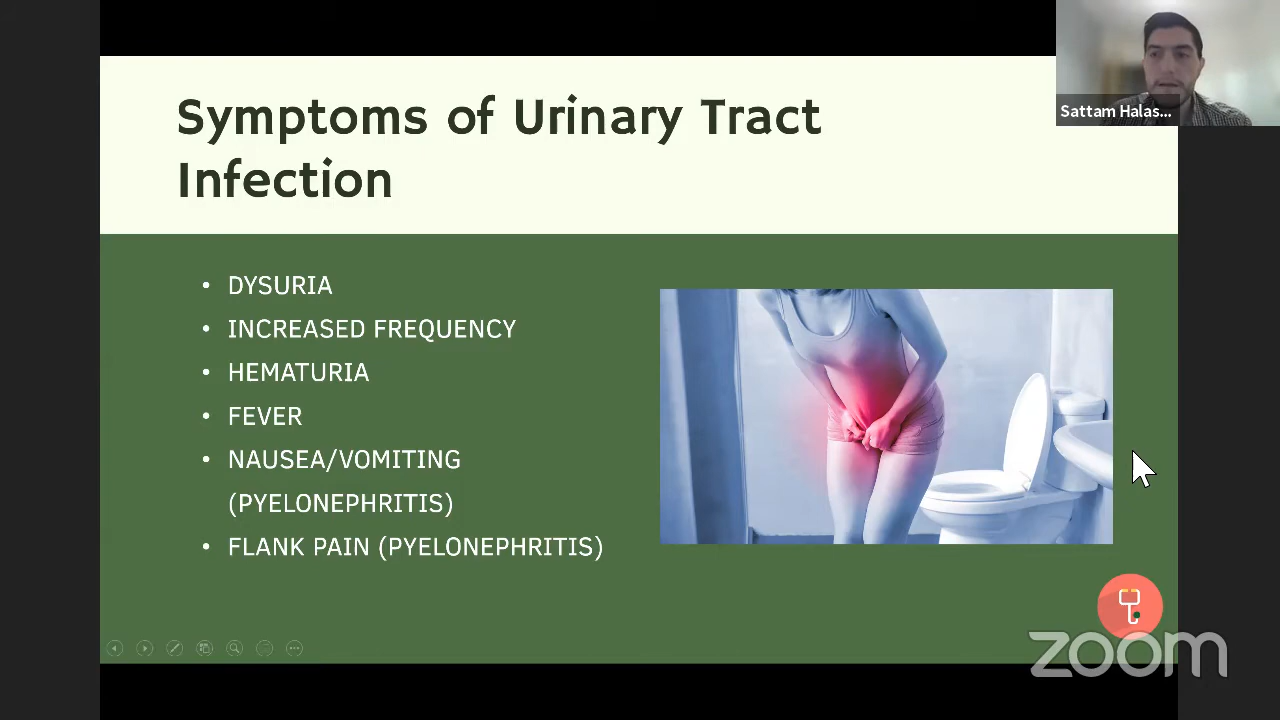 Symptoms of Urinary Tract
Infection
Sattam Halas...
• DYSURIA
• INCREASED FREQUENCY
• HEMATURIA
• FEVER
• NAUSEA/VOMITING
(PYELONEPHRITIS)
• FLANK PAIN (PYELONEPHRITIS)
zoom